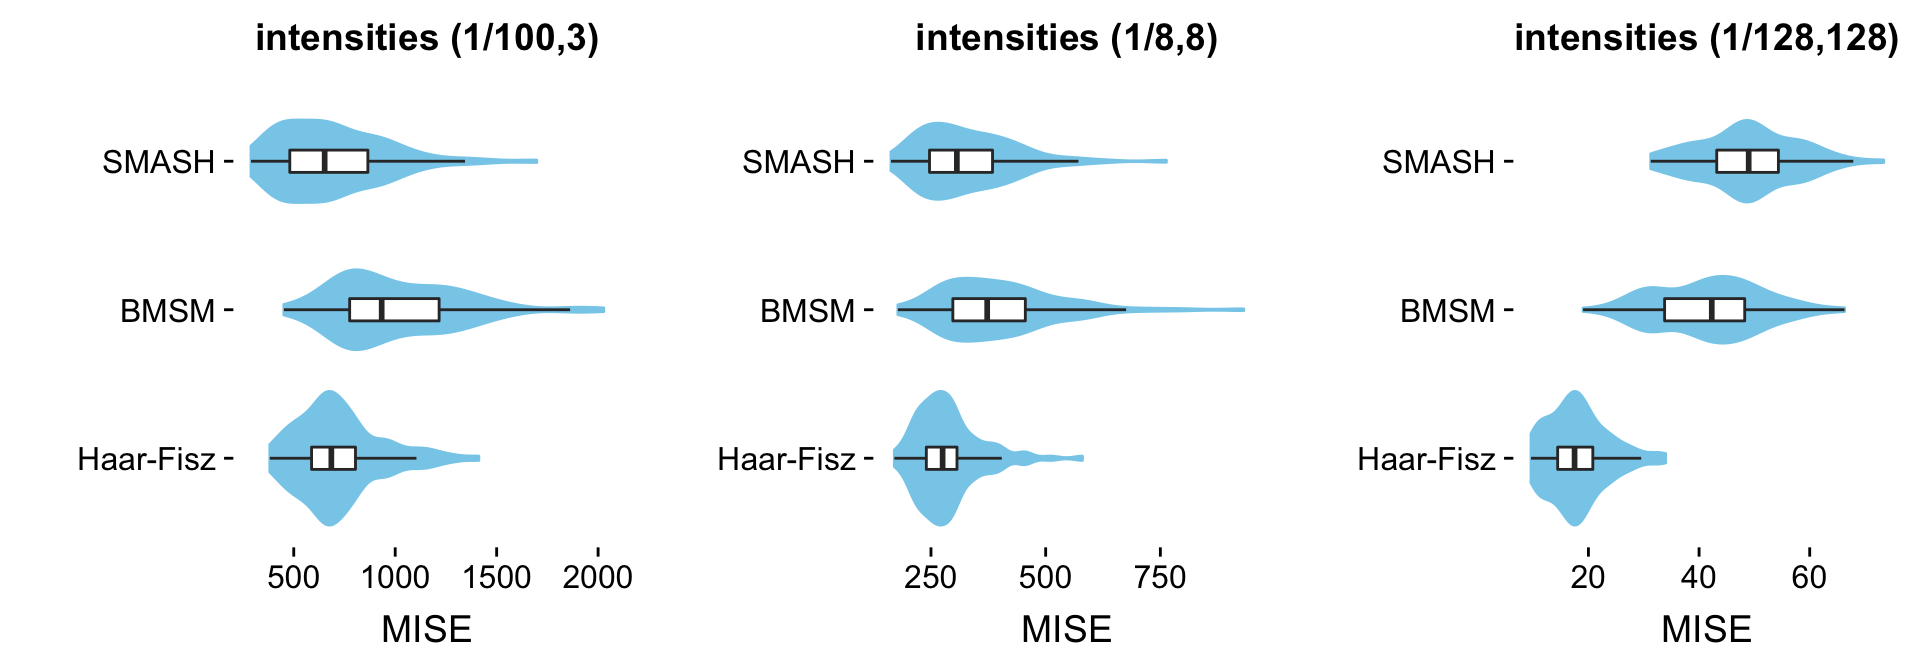 intensities (1/100,3)
SMASH
BMSM
Haar-Fisz
500 1000 1500 2000
MISE
intensities (1/8,8)
SMASH
BMSM
Haar-Fisz
250 500 750
MISE
intensities (1/128,128)
SMASH
BMSM
Haar-Fisz
20 40 60
MISE